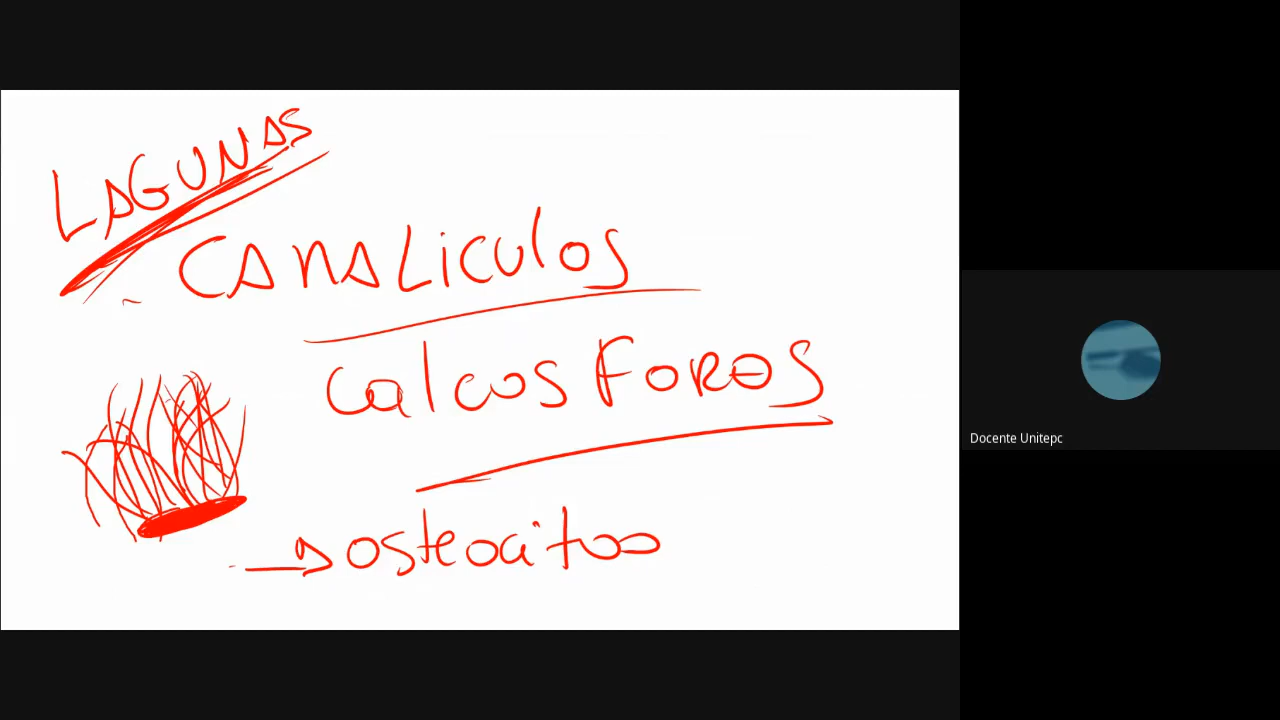 LAGUNAS
CANALiculos
calcosForos
osteocitos
Docente Unitepc